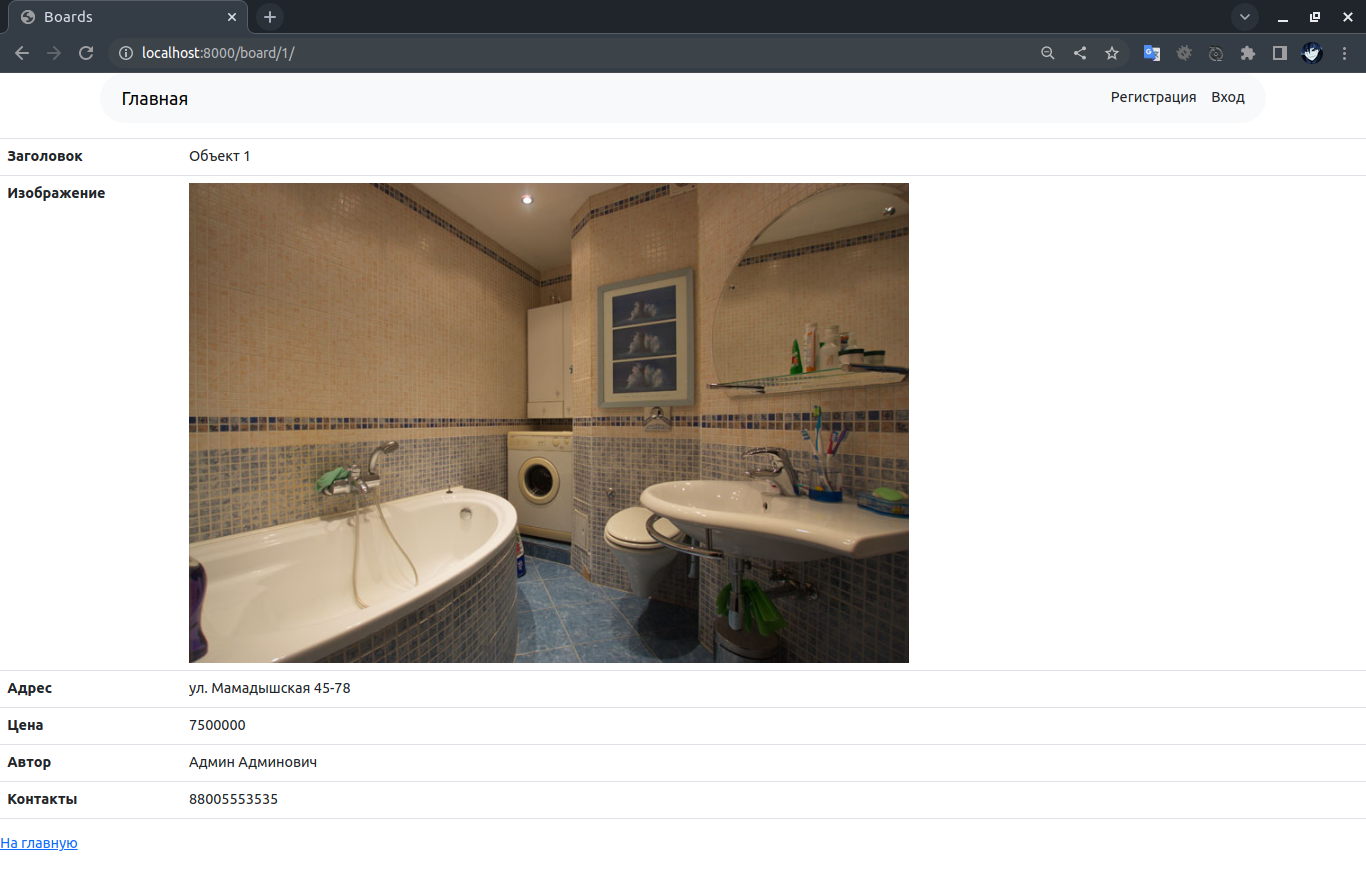 Boards
localhost:8000/board/1/
Главная
Регистрация Вход
Заголовок Объект 1
Изображение
Адрес ул. Мамадышская 45-78
Цена 7500000
Автор Админ Админович
Контакты 88005553535
На главную